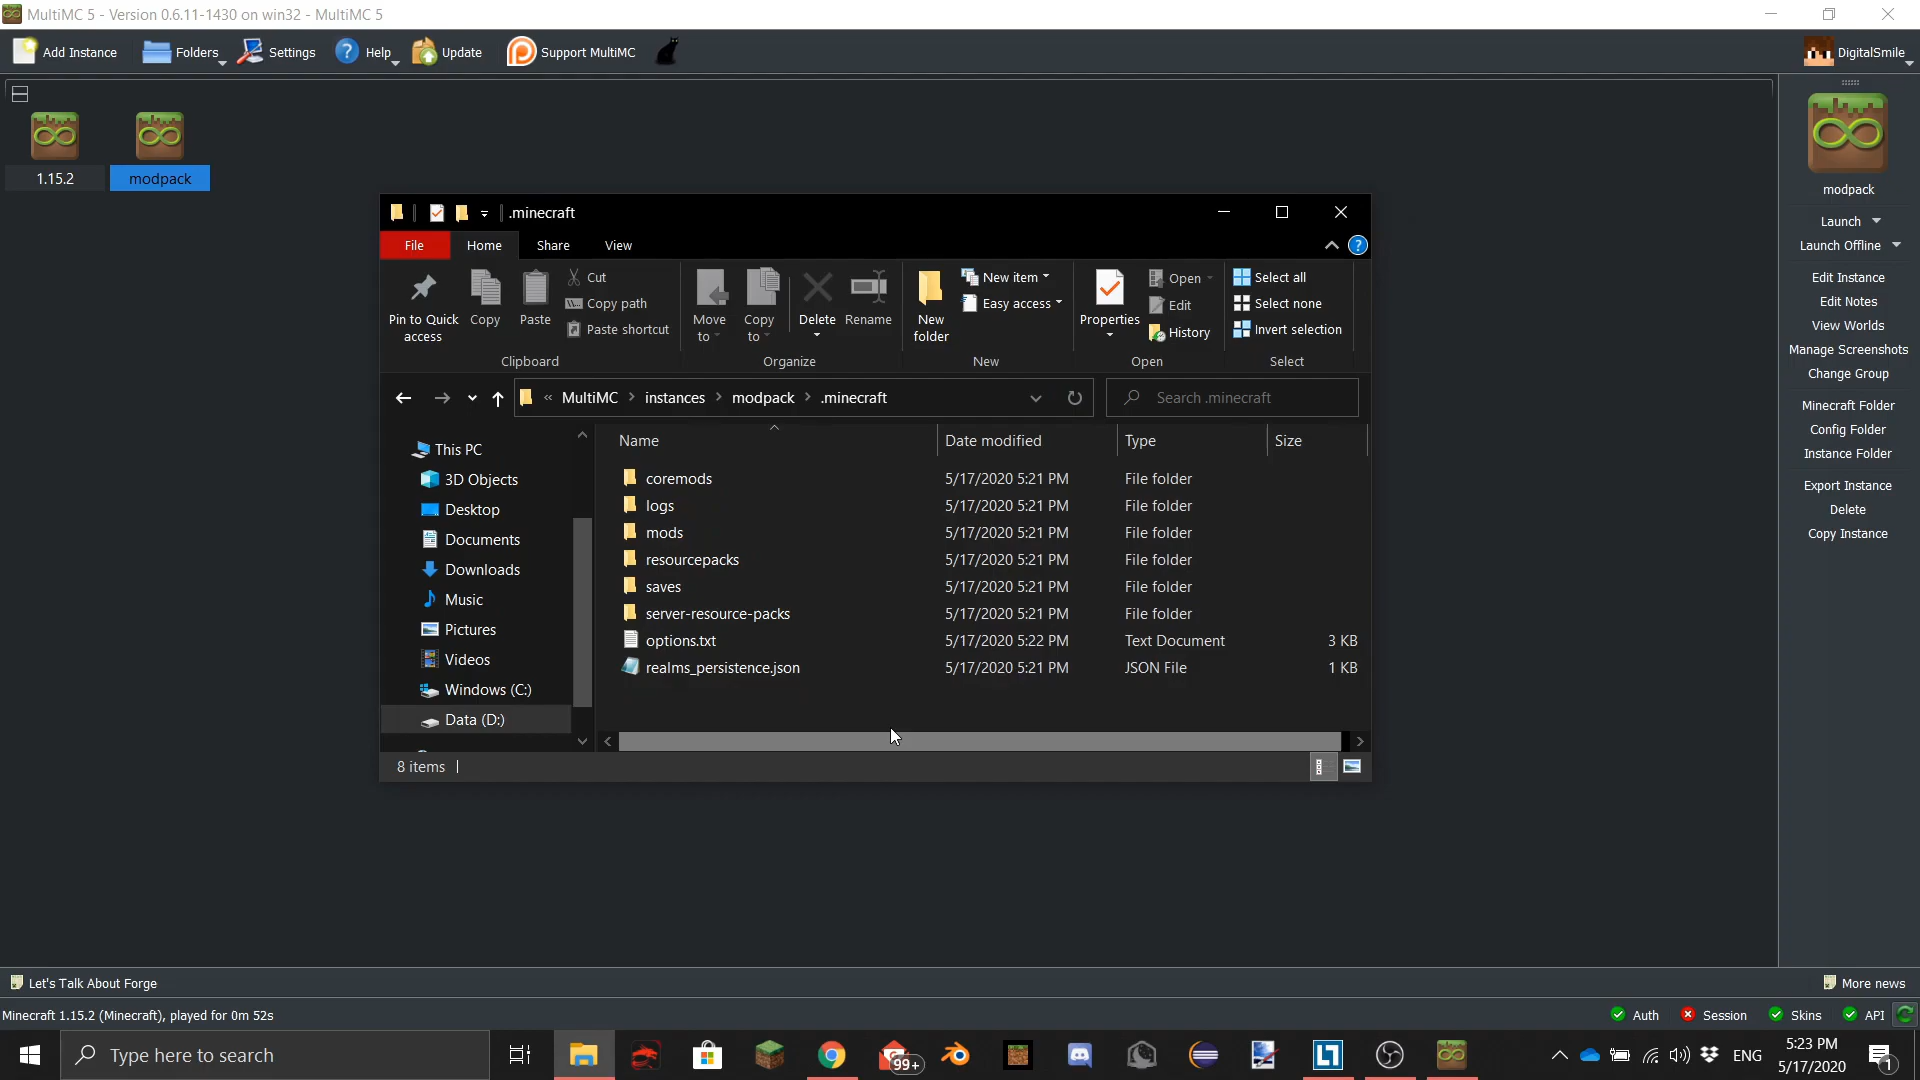 MultiMC 5 - Version 0.6.11-1430 on win32 - MultiMC 5
Add Instance
Folders
Settings
Help
Update
Support MultiMC
DigitalSmile
1.15.2
modpack
.minecraft
File
Home
Share
View
Pin to Quick
access
Copy
Paste
Cut
Copy path
Paste shortcut
Clipboard
Move
to
Copy
to
Delete
Rename
Organize
New
folder
New item
Easy access
New
Properties
Open
Edit
History
Open
Select all
Select none
Invert selection
Select
« MultiMC > instances > modpack > .minecraft
Search .minecraft
This PC
3D Objects
Desktop
Documents
Downloads
Music
Pictures
Videos
Windows (C:)
Data (D:)
Name Date modified Type Size
coremods 5/17/2020 5:21 PM File folder
logs 5/17/2020 5:21 PM File folder
mods 5/17/2020 5:21 PM File folder
resourcepacks 5/17/2020 5:21 PM File folder
saves 5/17/2020 5:21 PM File folder
server-resource-packs 5/17/2020 5:21 PM File folder
options.txt 5/17/2020 5:22 PM Text Document 3 KB
realms_persistence.json 5/17/2020 5:21 PM JSON File 1 KB
8 items
modpack
Launch
Launch Offline
Edit Instance
Edit Notes
View Worlds
Manage Screenshots
Change Group
Minecraft Folder
Config Folder
Instance Folder
Export Instance
Delete
Copy Instance
Let's Talk About Forge
More news
Minecraft 1.15.2 (Minecraft), played for 0m 52s
Auth
Session
Skins
API
Type here to search
99+
ENG
5:23 PM
5/17/2020
1